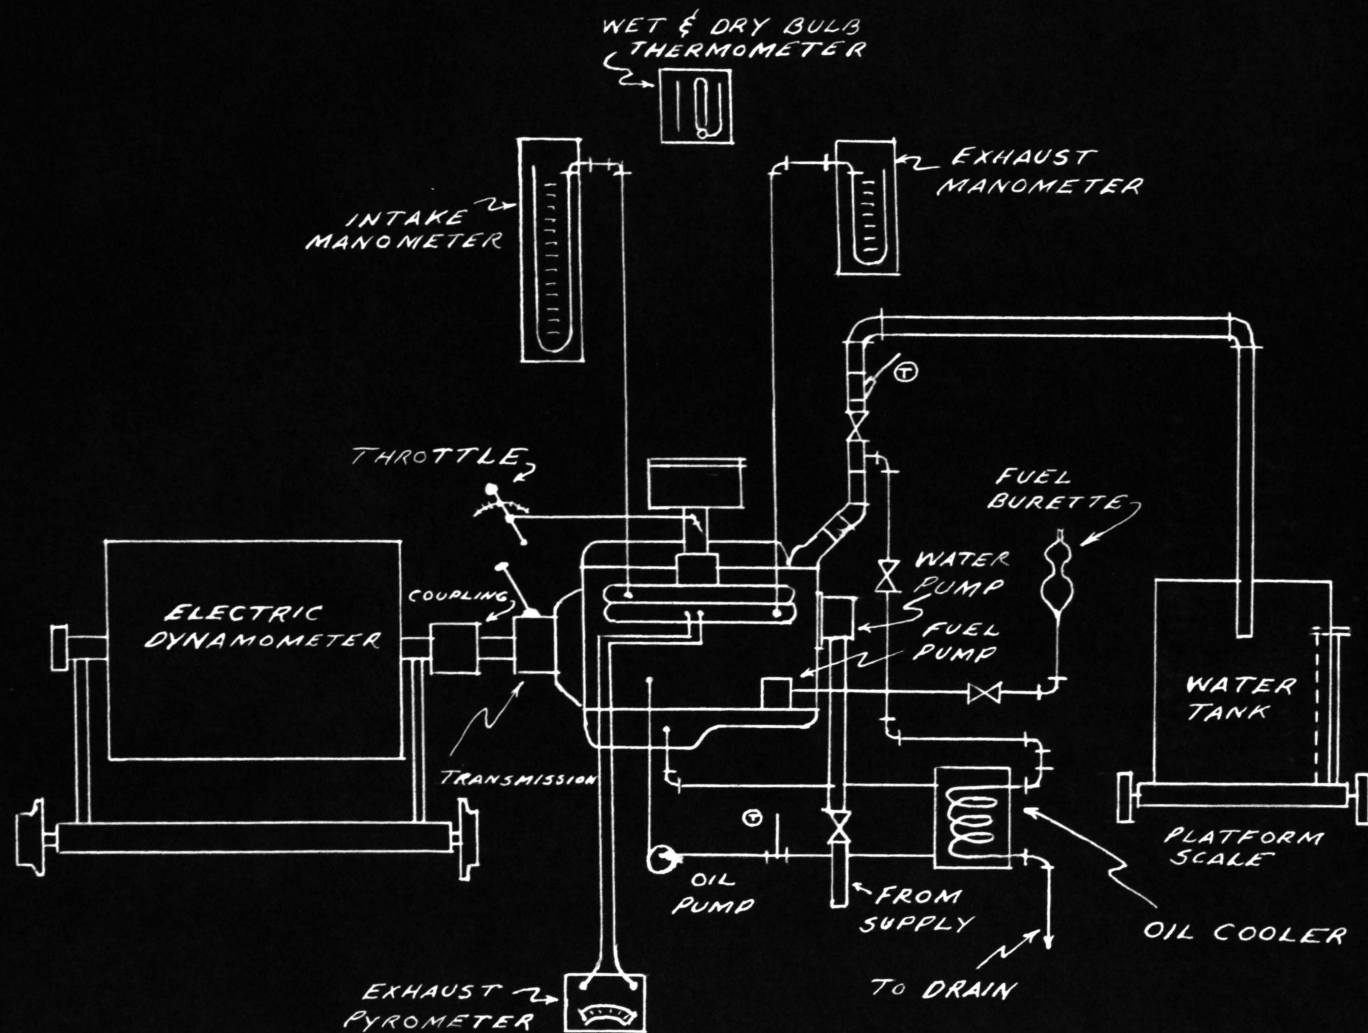 WET & DRY BULB
THERMOMETER
EXHAUST
MANOMETER
INTAKE
MANOMETER
T
THROTTLE
FUEL
BURETTE
WATER
PUMP
COUPLING
ELECTRIC
DYNAMOMETER
FUEL
PUMP
WATER
TANK
TRANSMISSION
T
PLATFORM
SCALE
OIL
PUMP
FROM
SUPPLY
OIL COOLER
TO DRAIN
EXHAUST
PYROMETER